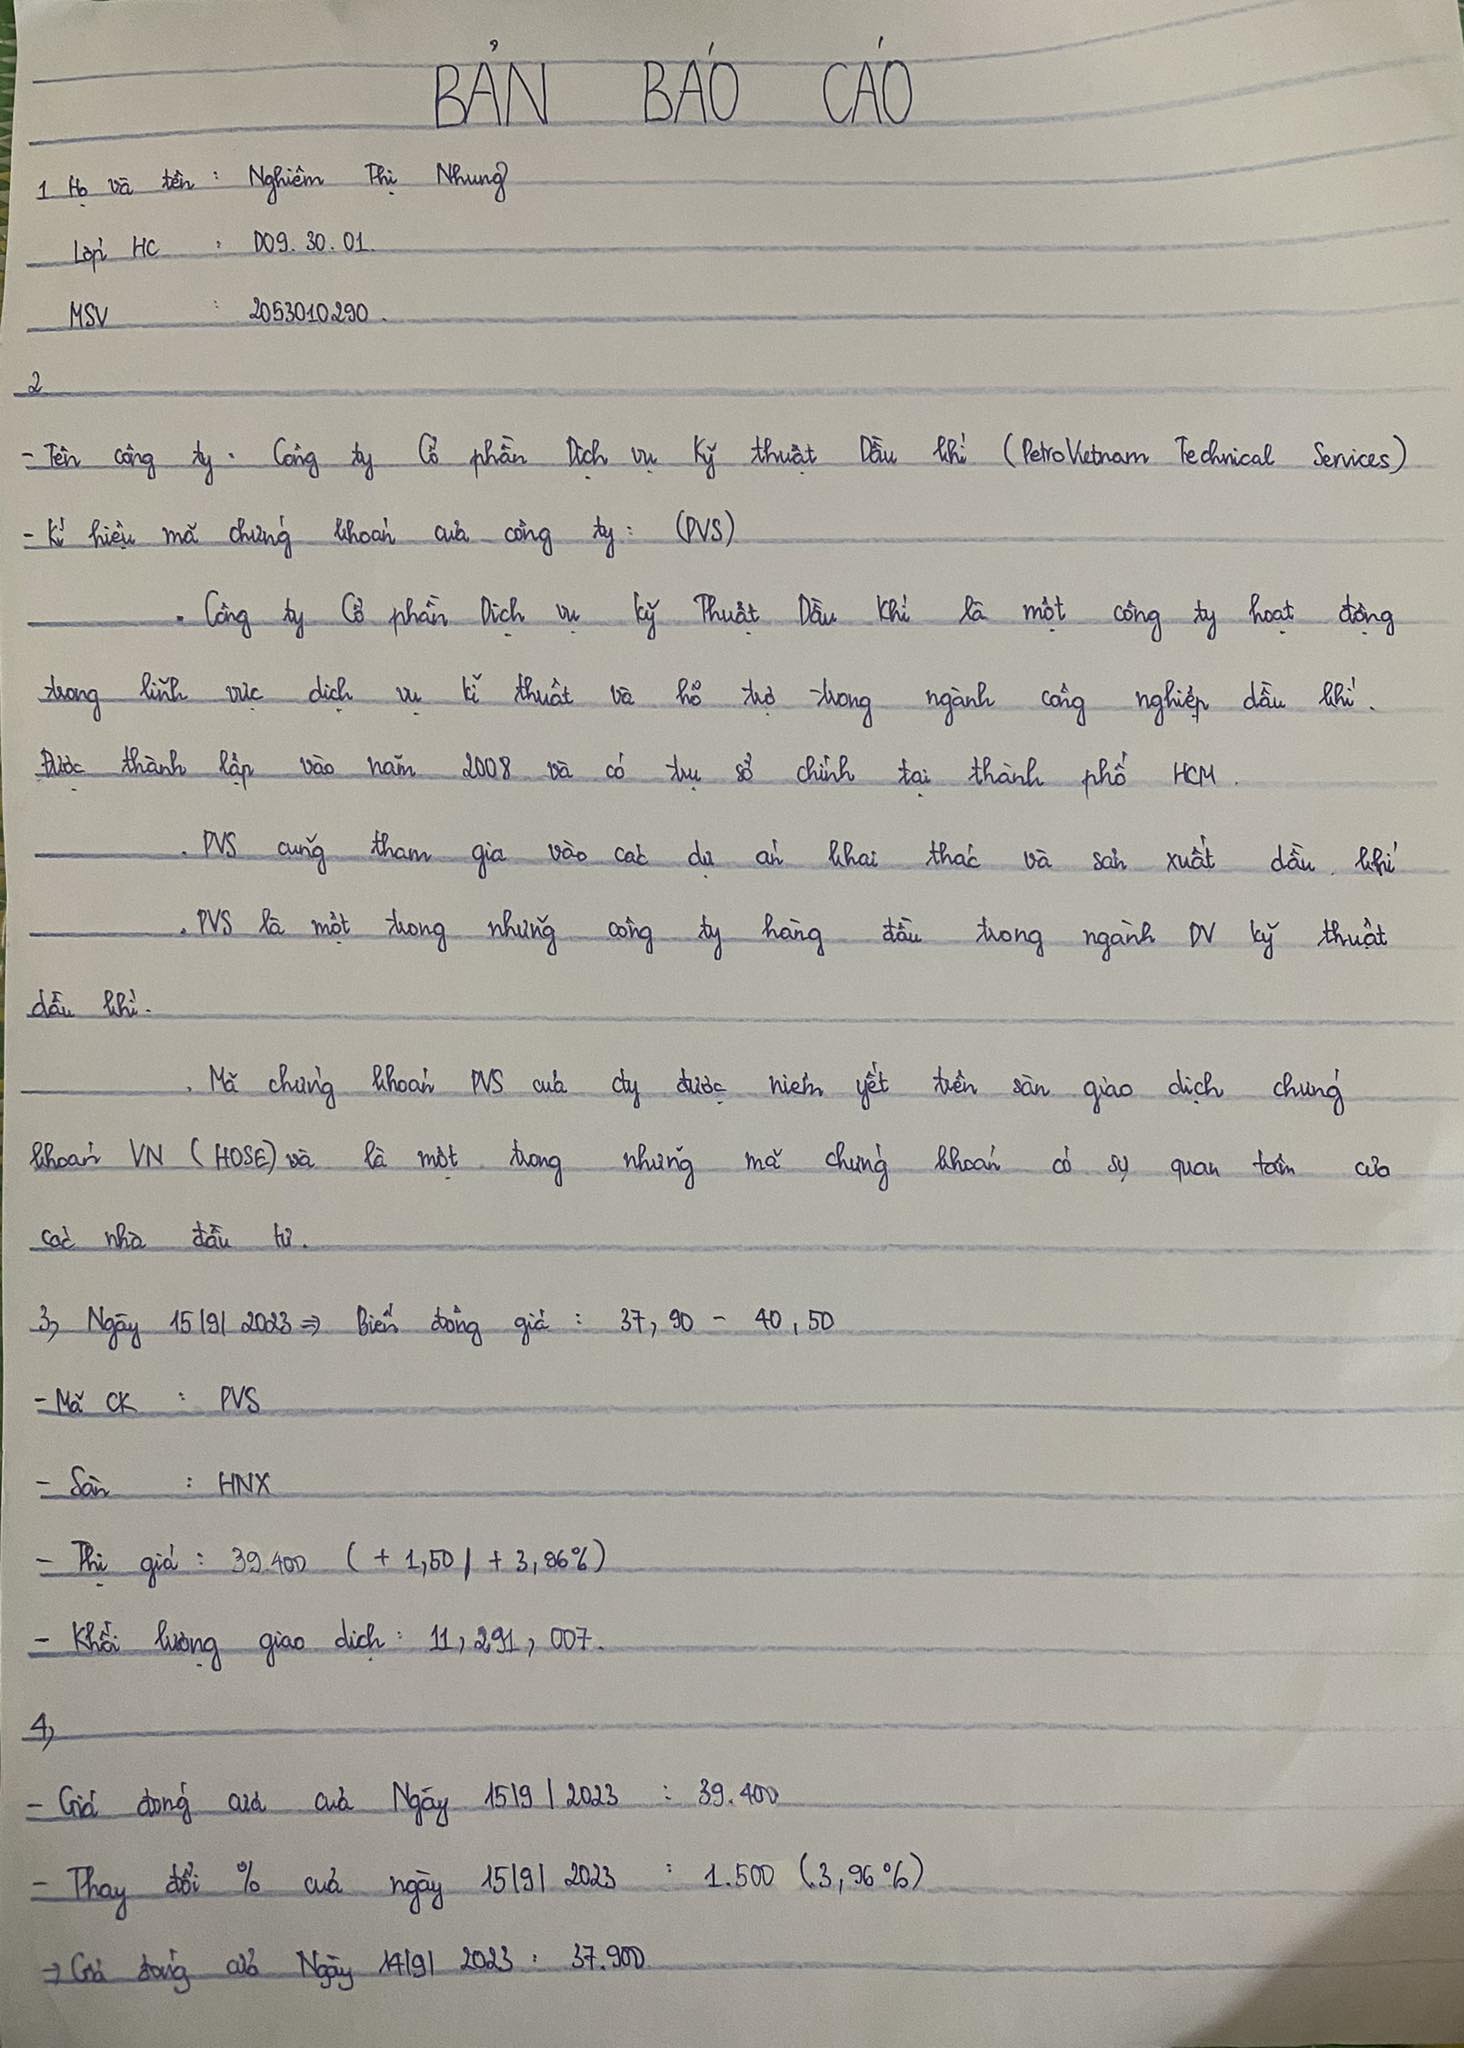 BẢN BÁO CÁO
1 Họ và tên : Nghiêm Thị Nhung
Lớp HC : D09.30.01.
MSV : 2053010290.
2
- Tên công ty : Công ty Cổ phần Dịch vụ Kỹ thuật Dầu khí (PetroVietnam Technical Services)
- Kí hiệu mã chứng khoán của công ty : (PVS)
. Công ty Cổ phần Dịch vụ Kỹ Thuật Dầu Khí là một công ty hoạt động
trong lĩnh vực dịch vụ kĩ thuật và hỗ trợ trong ngành công nghiệp dầu khí.
Được thành lập vào năm 2008 và có trụ sở chính tại thành phố HCM.
. PVS cũng tham gia vào các dự án khai thác và sản xuất dầu khí
. PVS là một trong những công ty hàng đầu trong ngành DV kỹ thuật
dầu khí.
. Mã chứng khoán PVS của cty được niêm yết trên sàn giao dịch chứng
khoán VN (HOSE) và là một trong những mã chứng khoán có sự quan tâm của
các nhà đầu tư.
3, Ngày 15/9/2023 => Biến động giá : 37,90 - 40,50
- Mã CK : PVS
- Sàn : HNX
- Thị giá : 39.400 (+1,50/+3,96%)
- Khối lượng giao dịch : 11,291,007.
4,
- Giá đóng cửa của Ngày 15/9/2023 : 39.400
- Thay đổi % của ngày 15/9/2023 : 1.500 (3,96%)
→ Giá đóng cửa Ngày 14/9/2023 : 37.900